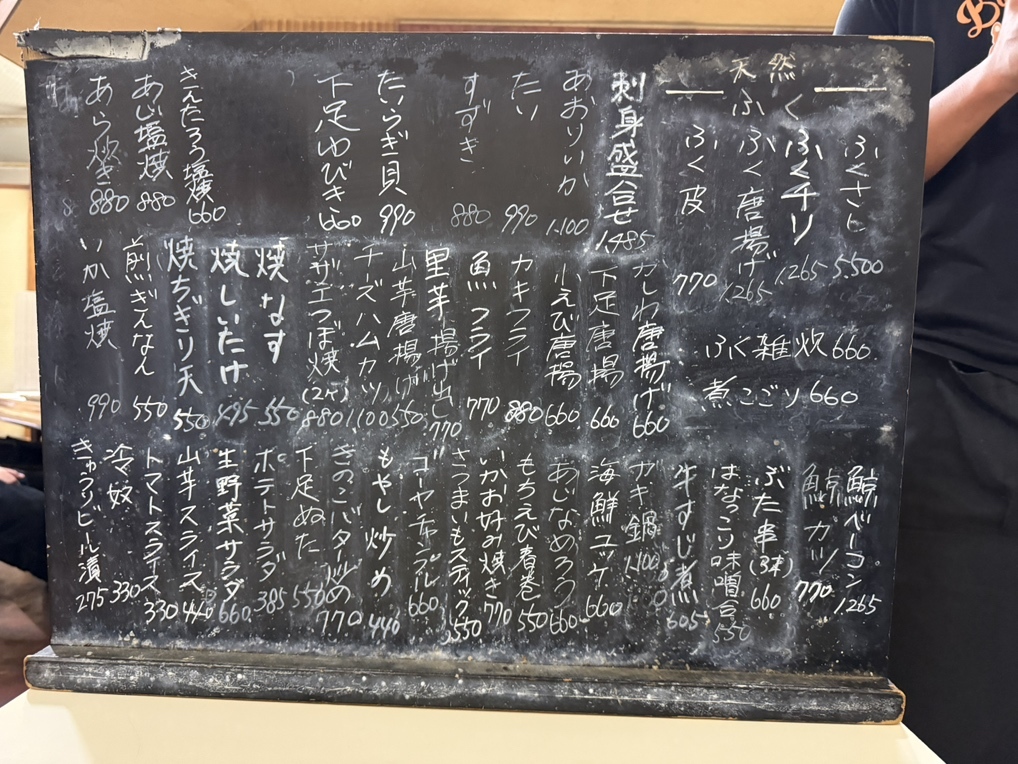 天然
ふく
ふくさし 5,500
ふくチリ 1,265
ふく唐揚げ 1,265
ふく皮 770
ふく雑炊 660
煮こごり 660
刺身盛合せ 1,485
あおりいか 1,100
たい 990
すずき 880
たいらぎ貝 990
下足ゆびき 660
きんたろう塩焼 660
あじ塩焼 880
あら炊き 880
かしわ唐揚げ 660
下足唐揚 660
小えび唐揚 660
カキフライ 880
魚フライ 770
里芋揚げ出し 770
山芋唐揚げ 550
チーズハムカツ 1,100
サザエつぼ焼(2ケ) 880
焼なす 550
焼しいたけ 495
焼ちぎり天 550
煎ぎんなん 550
いか塩焼 990
鯨ベーコン 1,265
鯨カツ 770
ぶた串(3本) 660
はなっこり味噌合 550
牛すじ煮 605
カキ鍋 1,100
海鮮ユッケ 660
あじなめろう 660
もちえび春巻 550
いかお好み焼き 770
さつまいもスティック 550
ゴーヤチャンプル 660
もやし炒め 440
きのこバター炒め 770
下足ぬた 550
ポテトサラダ 385
生野菜サラダ 660
山芋スライス 440
トマトスライス 330
冷奴 330
きゅうりビール漬 275